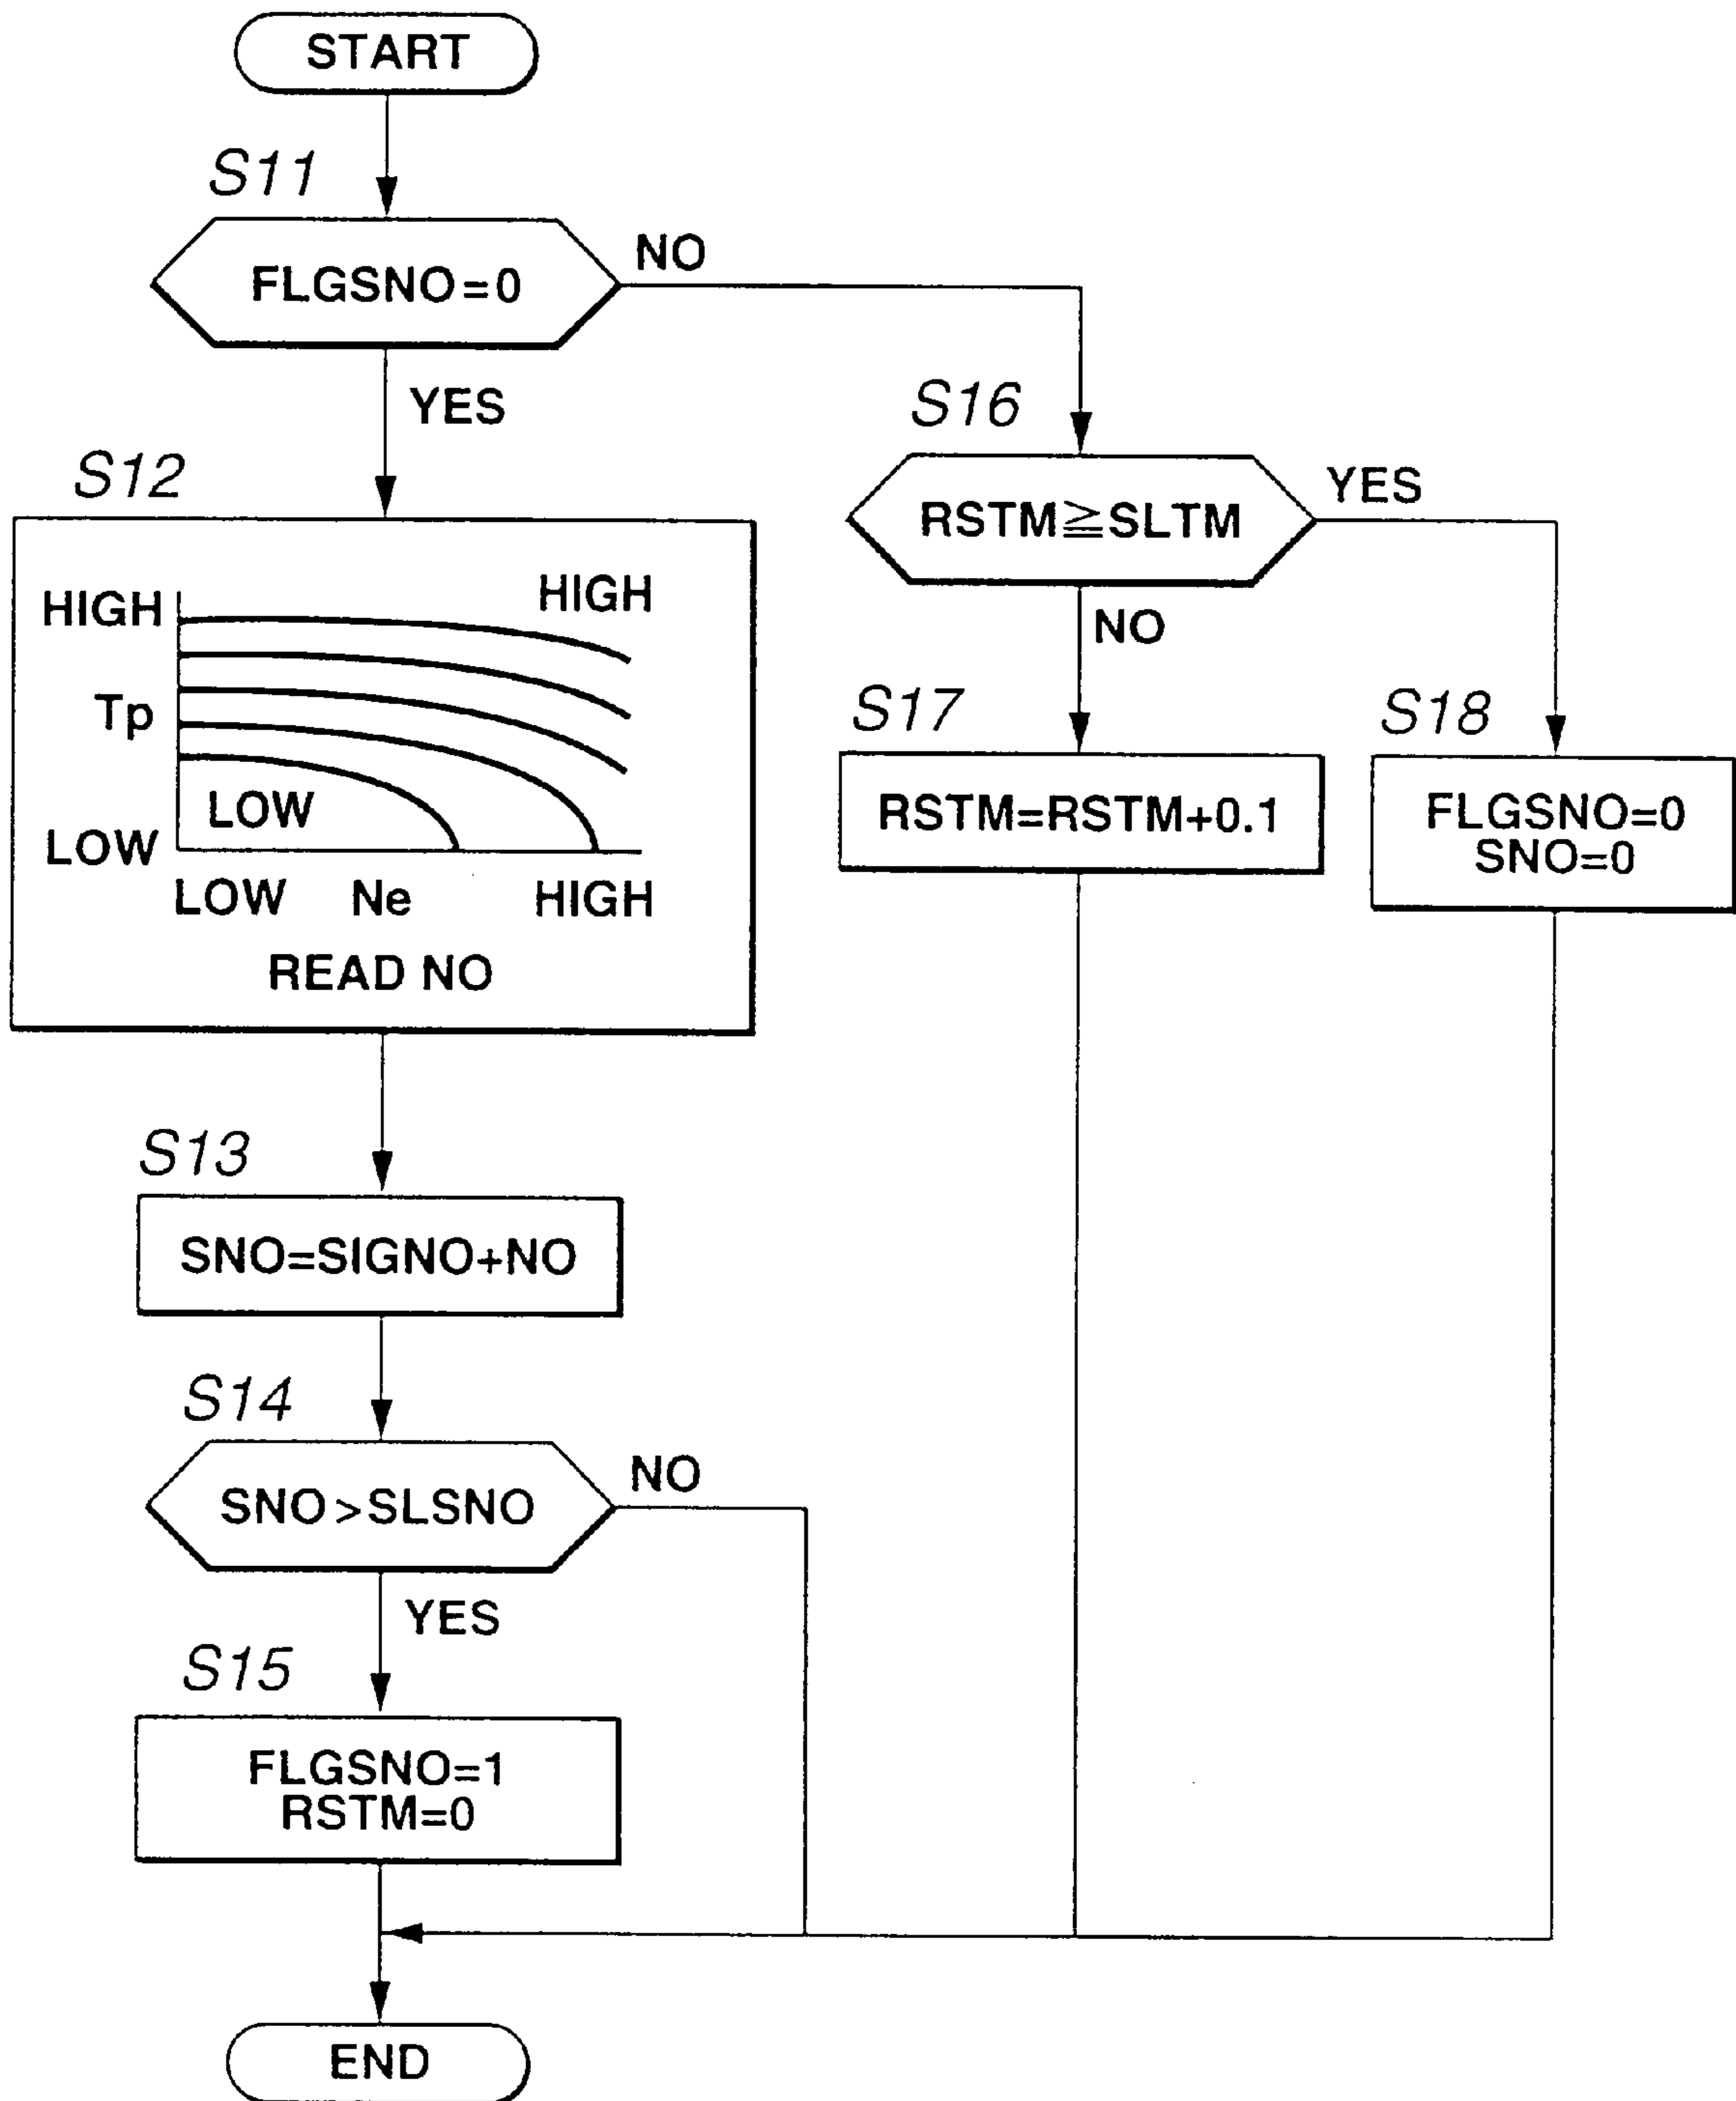 START
S11
FLGSNO=0
NO
YES
S12
HIGH
HIGH
Tp
LOW
LOW
LOW
Ne
HIGH
READ NO
S13
SNO=SIGNO+NO
S14
SNO>SLSNO
NO
YES
S15
FLGSNO=1
RSTM=0
S16
RSTM≧SLTM
YES
NO
S17
RSTM=RSTM+0.1
S18
FLGSNO=0
SNO=0
END